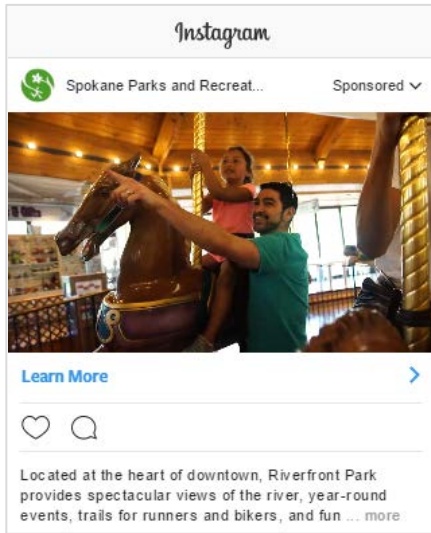 Instagram
Spokane Parks and Recreat... Sponsored
Learn More
Located at the heart of downtown, Riverfront Park
provides spectacular views of the river, year-round
events, trails for runners and bikers, and fun ... more